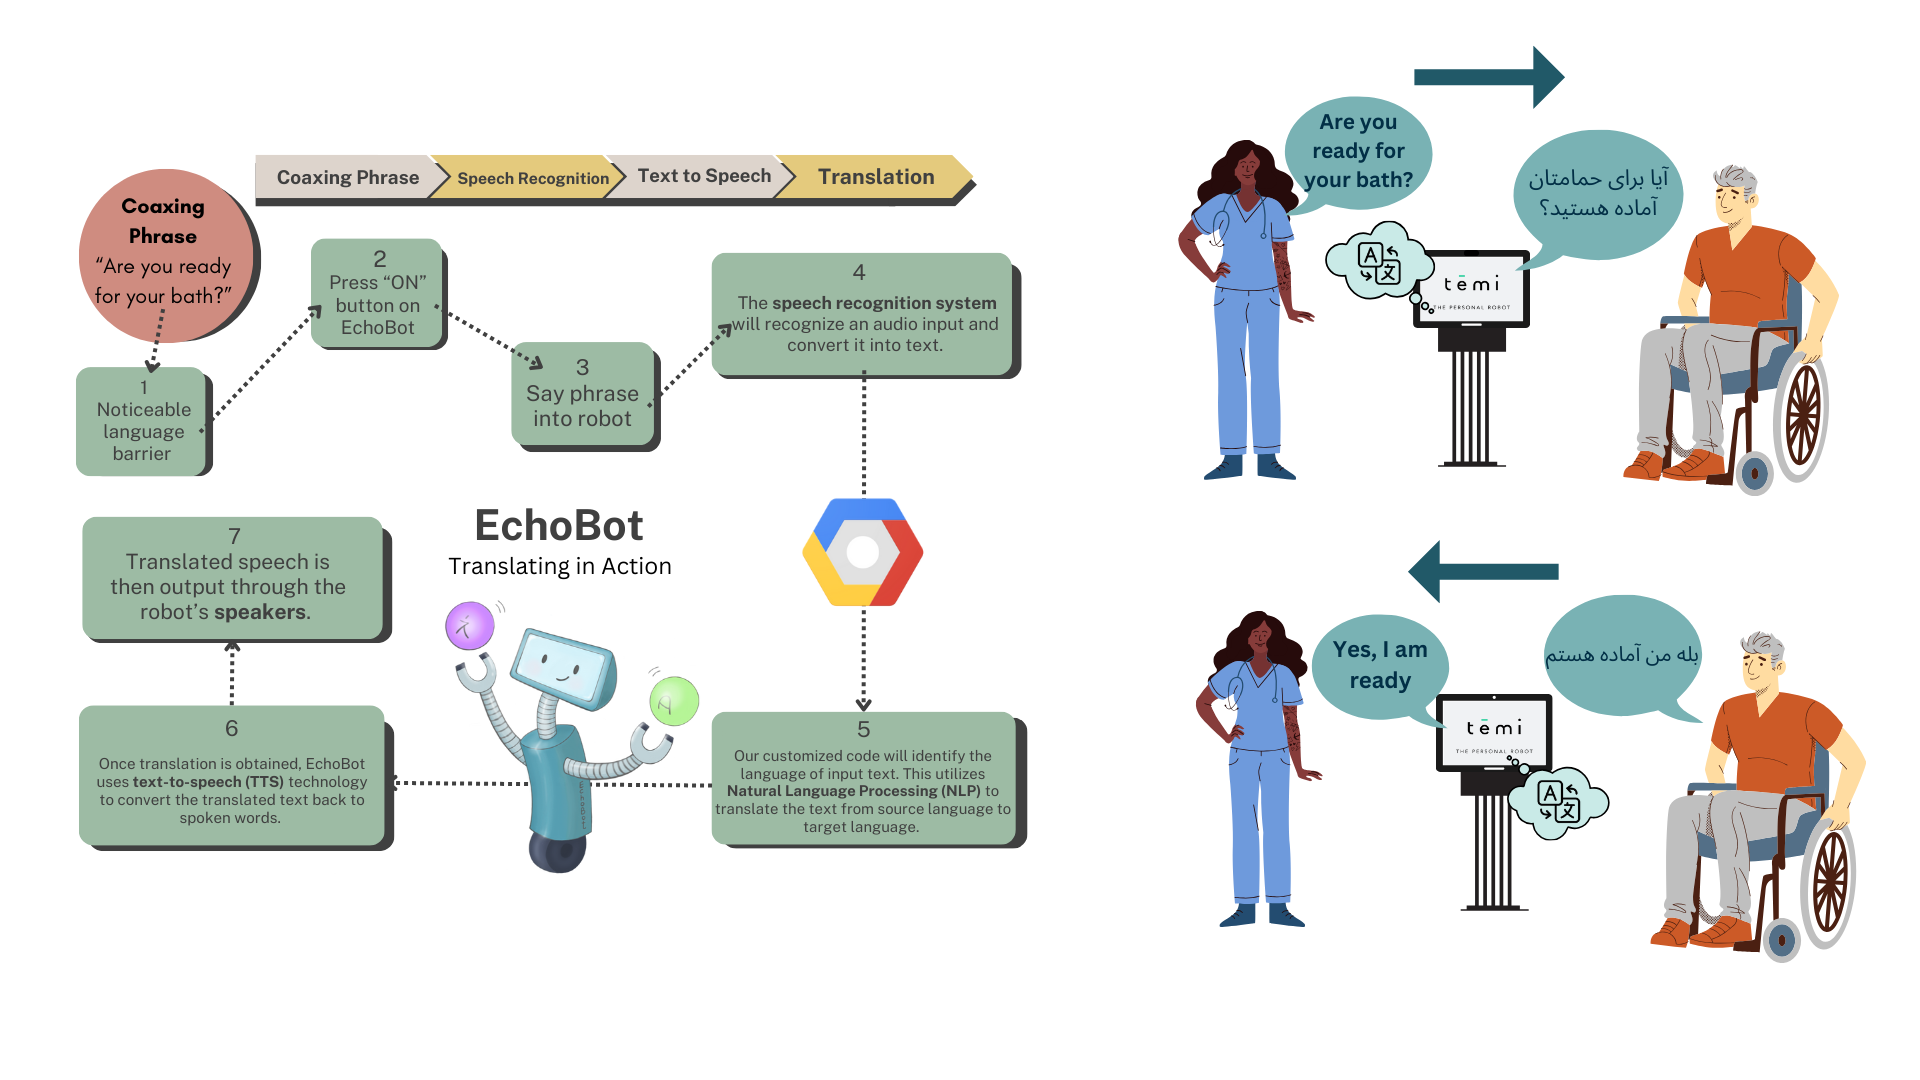 Coaxing Phrase
Speech Recognition
Text to Speech
Translation
Coaxing
Phrase
“Are you ready
for your bath?”
1
Noticeable
language
barrier
2
Press “ON”
button on
EchoBot
3
Say phrase
into robot
4
The speech recognition system
will recognize an audio input and
convert it into text.
5
Our customized code will identify the
language of input text. This utilizes
Natural Language Processing (NLP) to
translate the text from source language to
target language.
6
Once translation is obtained, EchoBot
uses text-to-speech (TTS) technology
to convert the translated text back to
spoken words.
7
Translated speech is
then output through the
robot’s speakers.
EchoBot
Translating in Action
A
EchoBot
Are you
ready for
your bath?
آیا برای حمامتان
آماده هستید؟
A
文
tēmi
THE PERSONAL ROBOT
Yes, I am
ready
بله من آماده هستم
tēmi
THE PERSONAL ROBOT
A
文